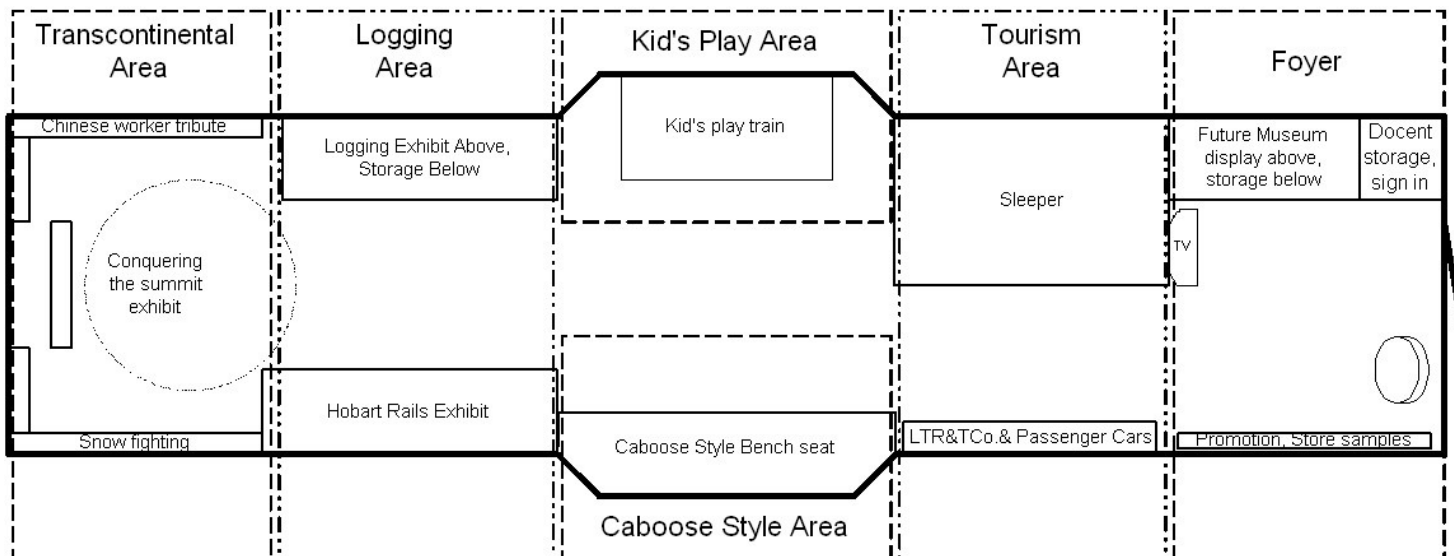 Transcontinental
Area
Logging
Area
Kid's Play Area
Tourism
Area
Foyer
Chinese worker tribute
Logging Exhibit Above,
Storage Below
Kid's play train
Sleeper
Future Museum
display above,
storage below
Docent
storage,
sign in
TV
Conquering
the summit
exhibit
Hobart Rails Exhibit
Snow fighting
Caboose Style Bench seat
LTR&TCo.& Passenger Cars
Promotion, Store samples
Caboose Style Area